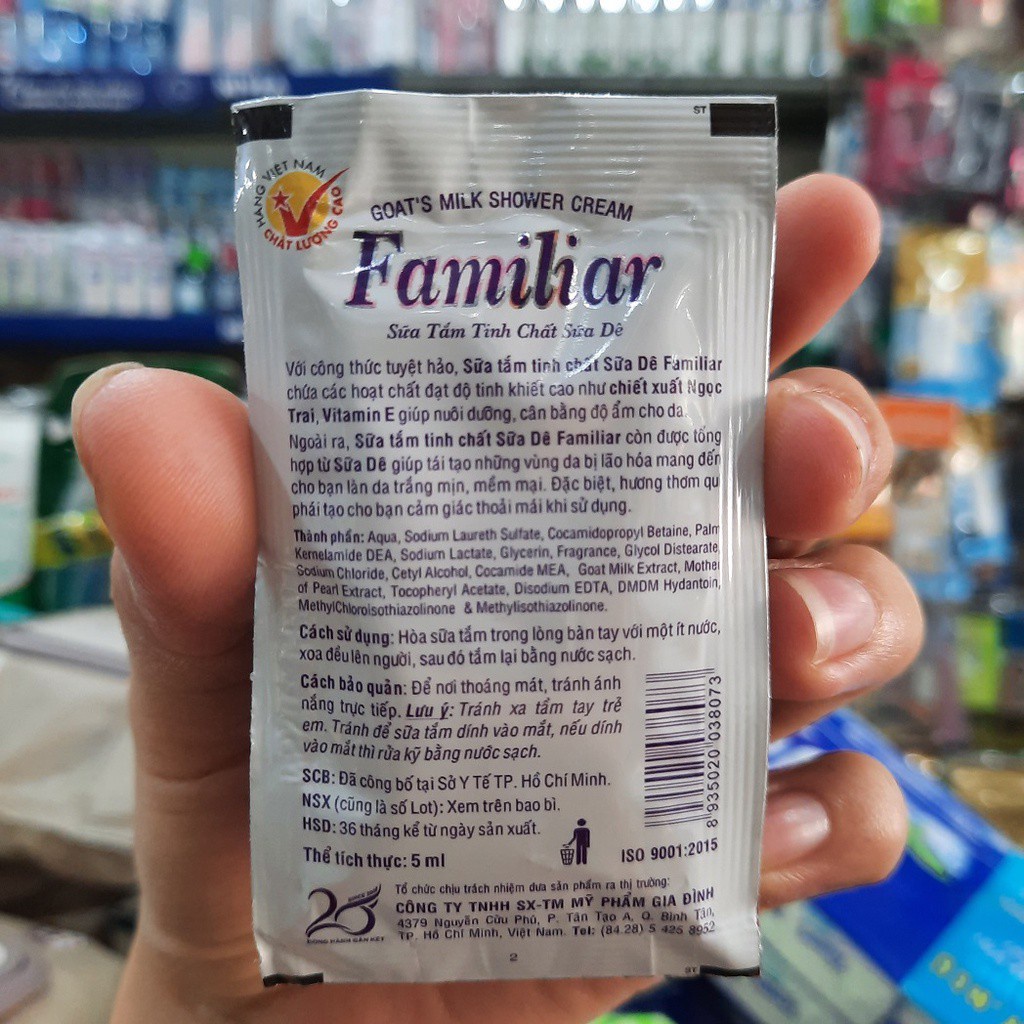 ST
HÀNG VIỆT NAM
CHẤT LƯỢNG CAO
GOAT'S MILK SHOWER CREAM
Familiar
Sữa Tắm Tinh Chất Sữa Dê
Với công thức tuyệt hảo, Sữa tắm tinh chất Sữa Dê Familiar
chứa các hoạt chất đạt độ tinh khiết cao như chiết xuất Ngọc
Trai, Vitamin E giúp nuôi dưỡng, cân bằng độ ẩm cho da.
Ngoài ra, Sữa tắm tinh chất Sữa Dê Familiar còn được tổng
hợp từ Sữa Dê giúp tái tạo những vùng da bị lão hóa mang đến
cho bạn làn da trắng mịn, mềm mại. Đặc biệt, hương thơm qu
phái tạo cho bạn cảm giác thoải mái khi sử dụng.
Thành phần: Aqua, Sodium Laureth Sulfate, Cocamidopropyl Betaine, Palm
Kernelamide DEA, Sodium Lactate, Glycerin, Fragrance, Glycol Distearate,
Sodium Chloride, Cetyl Alcohol, Cocamide MEA, Goat Milk Extract, Mother
of Pearl Extract, Tocopheryl Acetate, Disodium EDTA, DMDM Hydantoin,
MethylChloroisothiazolinone & Methylisothiazolinone.
Cách sử dụng: Hòa sữa tắm trong lòng bàn tay với một ít nước,
xoa đều lên người, sau đó tắm lại bằng nước sạch.
Cách bảo quản: Để nơi thoáng mát, tránh ánh
nắng trực tiếp. Lưu ý: Tránh xa tầm tay trẻ
em. Tránh để sữa tắm dính vào mắt, nếu dính
vào mắt thì rửa kỹ bằng nước sạch.
SCB: Đã công bố tại Sở Y Tế TP. Hồ Chí Minh.
NSX (cũng là số Lot): Xem trên bao bì.
HSD: 36 tháng kể từ ngày sản xuất.
Thể tích thực: 5 ml
8 935020 038073
ISO 9001:2015
SINCE
20
ĐỒNG HÀNH GẮN KẾT
Tổ chức chịu trách nhiệm đưa sản phẩm ra thị trường:
CÔNG TY TNHH SX-TM MỸ PHẨM GIA ĐÌNH
4379 Nguyễn Cửu Phú, P. Tân Tạo A, Q. Bình Tân,
TP. Hồ Chí Minh, Việt Nam. Tel: (84.28) 5 425 8952
2
ST